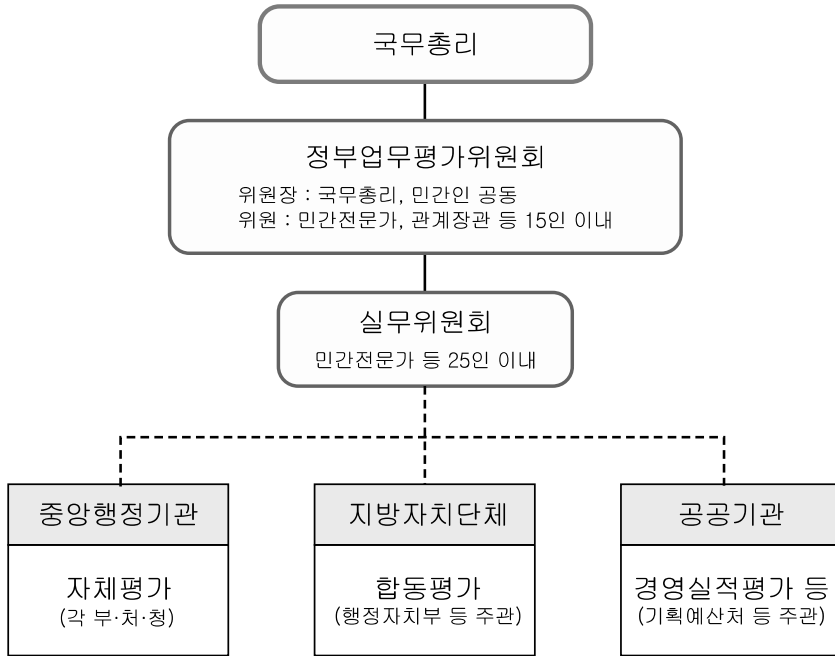 국무총리
정부업무평가위원회
위원장 : 국무총리, 민간인 공동
위원 : 민간전문가, 관계장관 등 15인 이내
실무위원회
민간전문가 등 25인 이내
중앙행정기관
자체평가
(각 부·처·청)
지방자치단체
합동평가
(행정자치부 등 주관)
공공기관
경영실적평가 등
(기획예산처 등 주관)